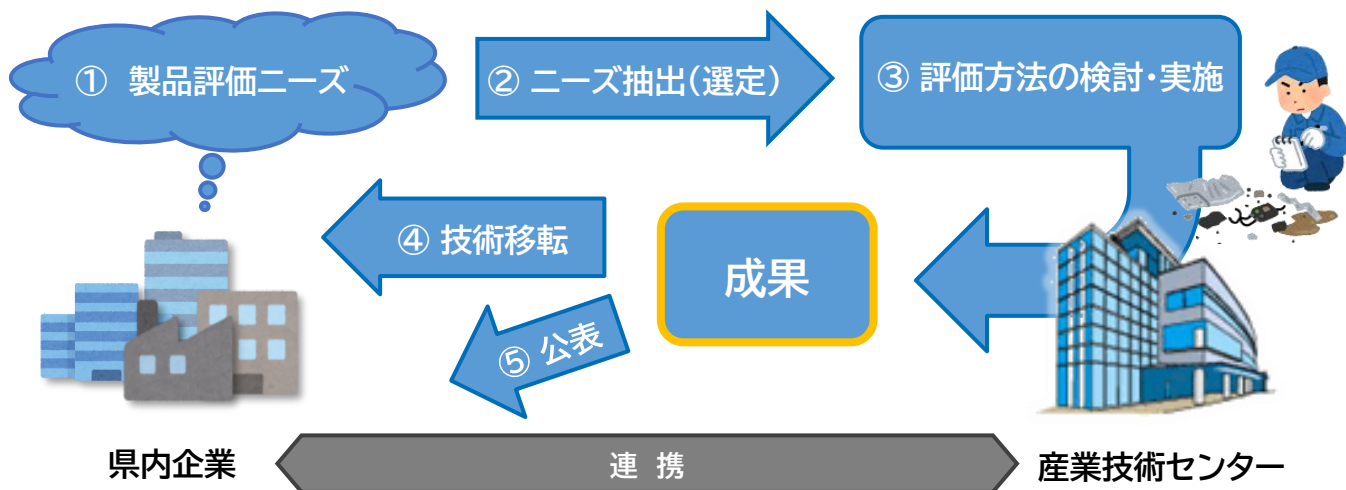 ① 製品評価ニーズ
② ニーズ抽出(選定)
③ 評価方法の検討・実施
④ 技術移転
成果
⑤ 公表
県内企業
連 携
産業技術センター